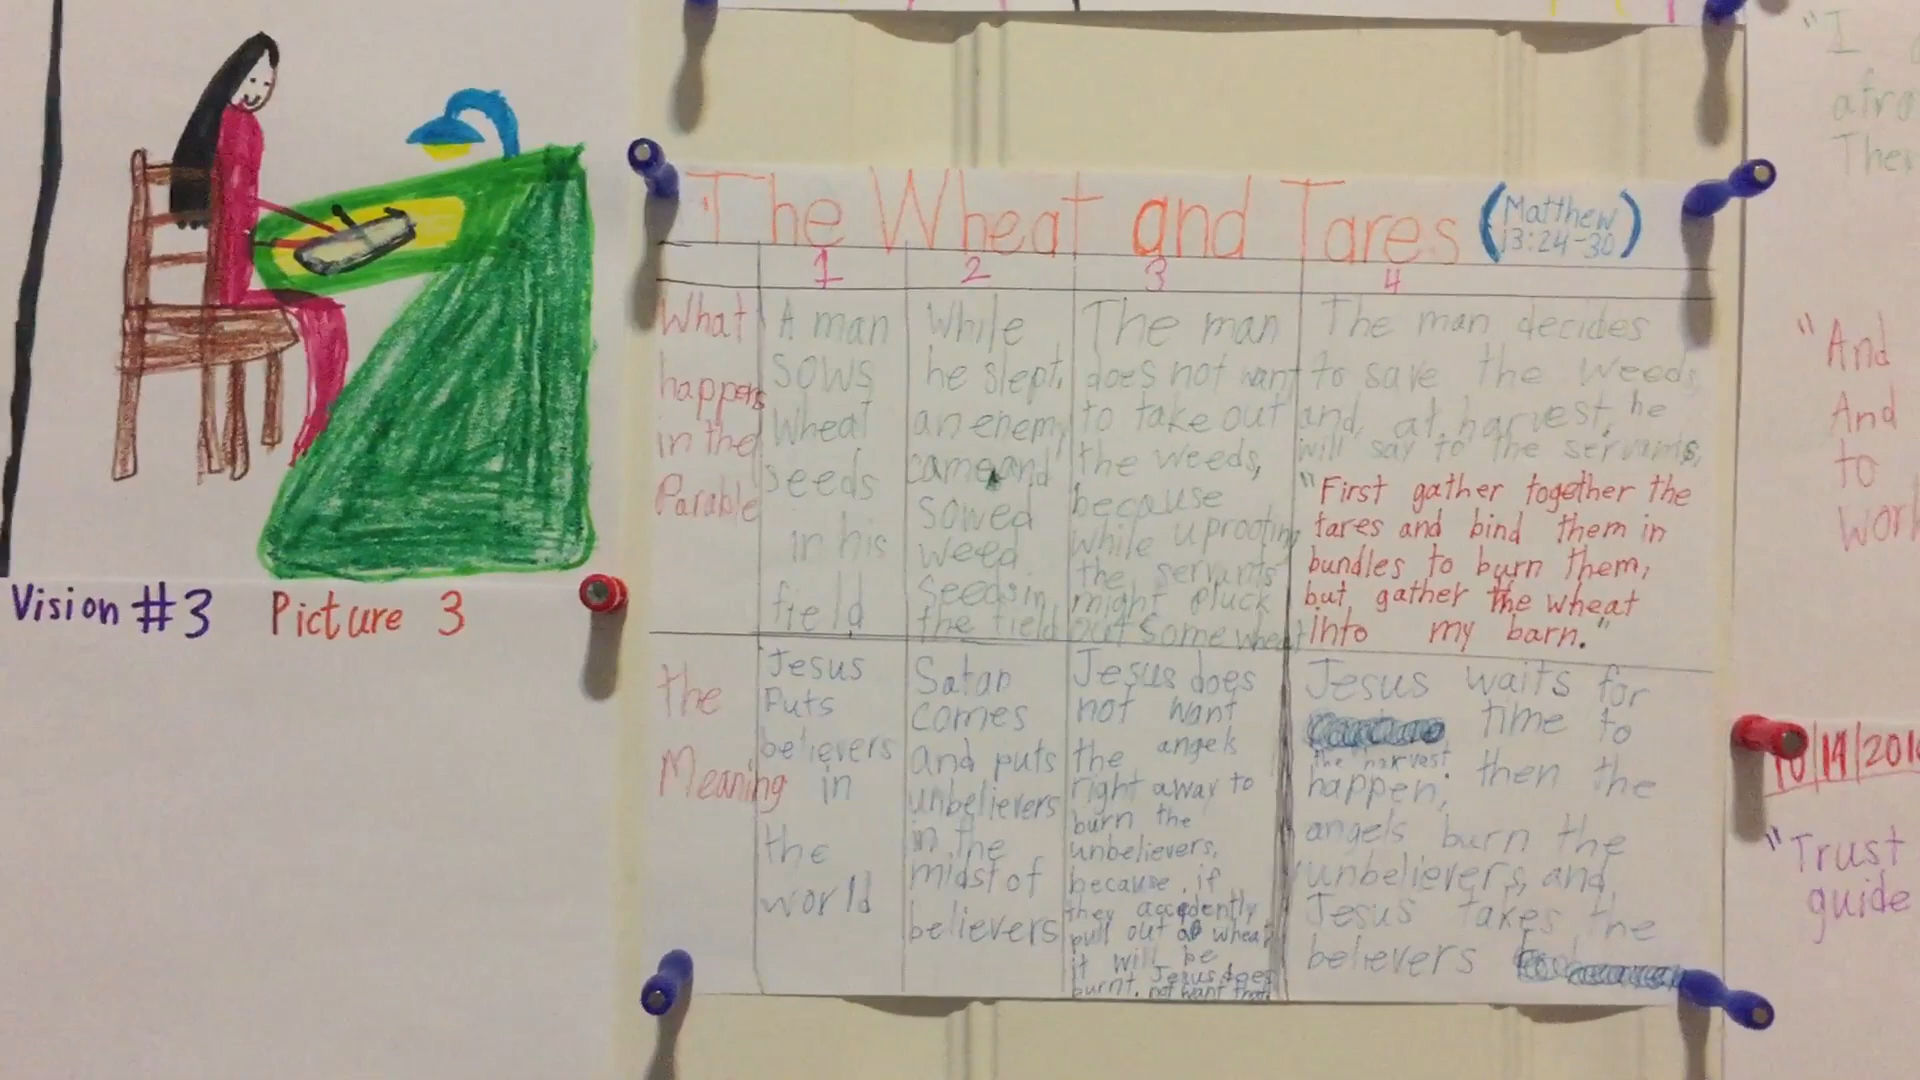 Vision #3 Picture 3
The Wheat and Tares (Matthew 13:24-30)
1
2
3
4
What
happens
in the
Parable
A man
sows
wheat
seeds
in his
field
While
he slept,
an enemy
came and
sowed
weed
seeds in
the field
The man
does not want
to take out
the weeds,
because
while uprooting
the servants
might pluck
out some wheat
The man decides
to save the weeds
and, at harvest, he
will say to the servants,
"First gather together the
tares and bind them in
bundles to burn them,
but gather the wheat
into my barn."
the
Meaning
Jesus
Puts
believers
in
the
world
Satan
comes
and puts
unbelievers
in the
midst of
believers
Jesus does
not want
the angels
right away to
burn the
unbelievers,
because, if
they accedently
pull out a wheat
it will be
burnt. Jesus does
not want that
Jesus waits for
time to
the harvest
happen; then the
angels burn the
unbelievers, and
Jesus takes the
believers
"I
Ther
"And
And
to
Work
10/14/201
"Trust
guide